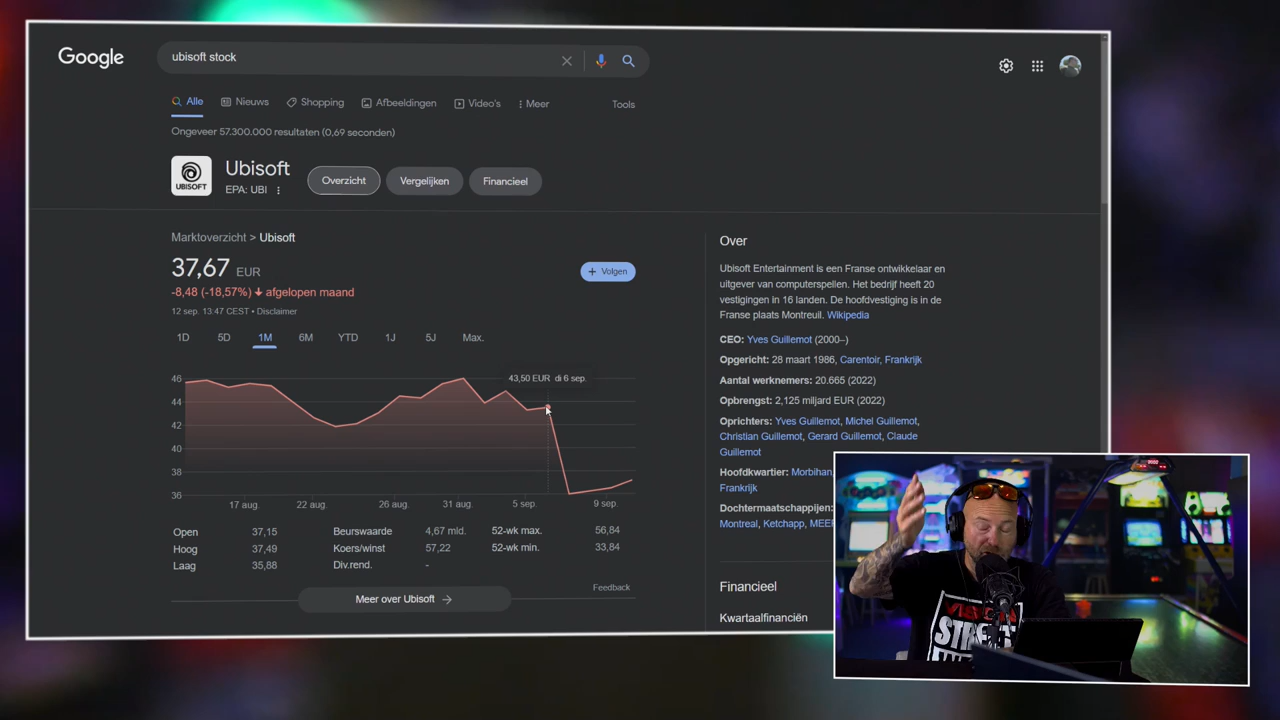 Google
ubisoft stock
Alle Nieuws Shopping Afbeeldingen Video's Meer Tools
Ongeveer 57.300.000 resultaten (0,69 seconden)
UBISOFT
Ubisoft
EPA: UBI
Overzicht Vergelijken Financieel
Marktoverzicht > Ubisoft
37,67 EUR
+ Volgen
-8,48 (-18,57%) afgelopen maand
12 sep. 13.47 CEST • Disclaimer
1D 5D 1M 6M YTD 1J 5J Max.
43,50 EUR di 6 sep.
46
44
42
40
38
36
17 aug. 22 aug. 26 aug. 31 aug. 5 sep. 9 sep.
Open 37,15 Beurswaarde 4,67 mld. 52-wk max. 56,84
Hoog 37,49 Koers/winst 57,22 52-wk min. 33,84
Laag 35,88 Div.rend. -
Feedback
Meer over Ubisoft
Over
Ubisoft Entertainment is een Franse ontwikkelaar en
uitgever van computerspellen. Het bedrijf heeft 20
vestigingen in 16 landen. De hoofdvestiging is in de
Franse plaats Montreuil. Wikipedia
CEO: Yves Guillemot (2000–)
Opgericht: 28 maart 1986, Carentoir, Frankrijk
Aantal werknemers: 20.665 (2022)
Opbrengst: 2,125 miljard EUR (2022)
Oprichters: Yves Guillemot, Michel Guillemot,
Christian Guillemot, Gerard Guillemot, Claude
Guillemot
Hoofdkwartier: Morbihan,
Frankrijk
Dochtermaatschappijen:
Montreal, Ketchapp, MEE
Financieel
Kwartaalfinanciën
STREET